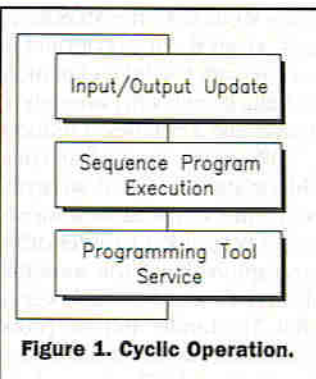 Input/Output Update
Sequence Program
Execution
Programming Tool
Service
Figure 1. Cyclic Operation.